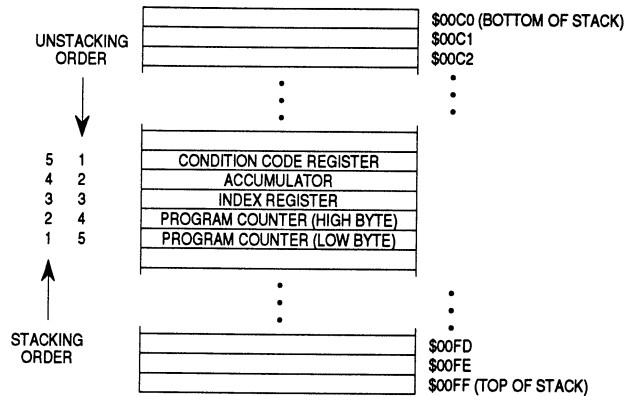 $00C0 (BOTTOM OF STACK)
UNSTACKING
ORDER
$00C1
$00C2
5 1 CONDITION CODE REGISTER
4 2 ACCUMULATOR
3 3 INDEX REGISTER
2 4 PROGRAM COUNTER (HIGH BYTE)
1 5 PROGRAM COUNTER (LOW BYTE)
STACKING
ORDER
$00FD
$00FE
$00FF (TOP OF STACK)